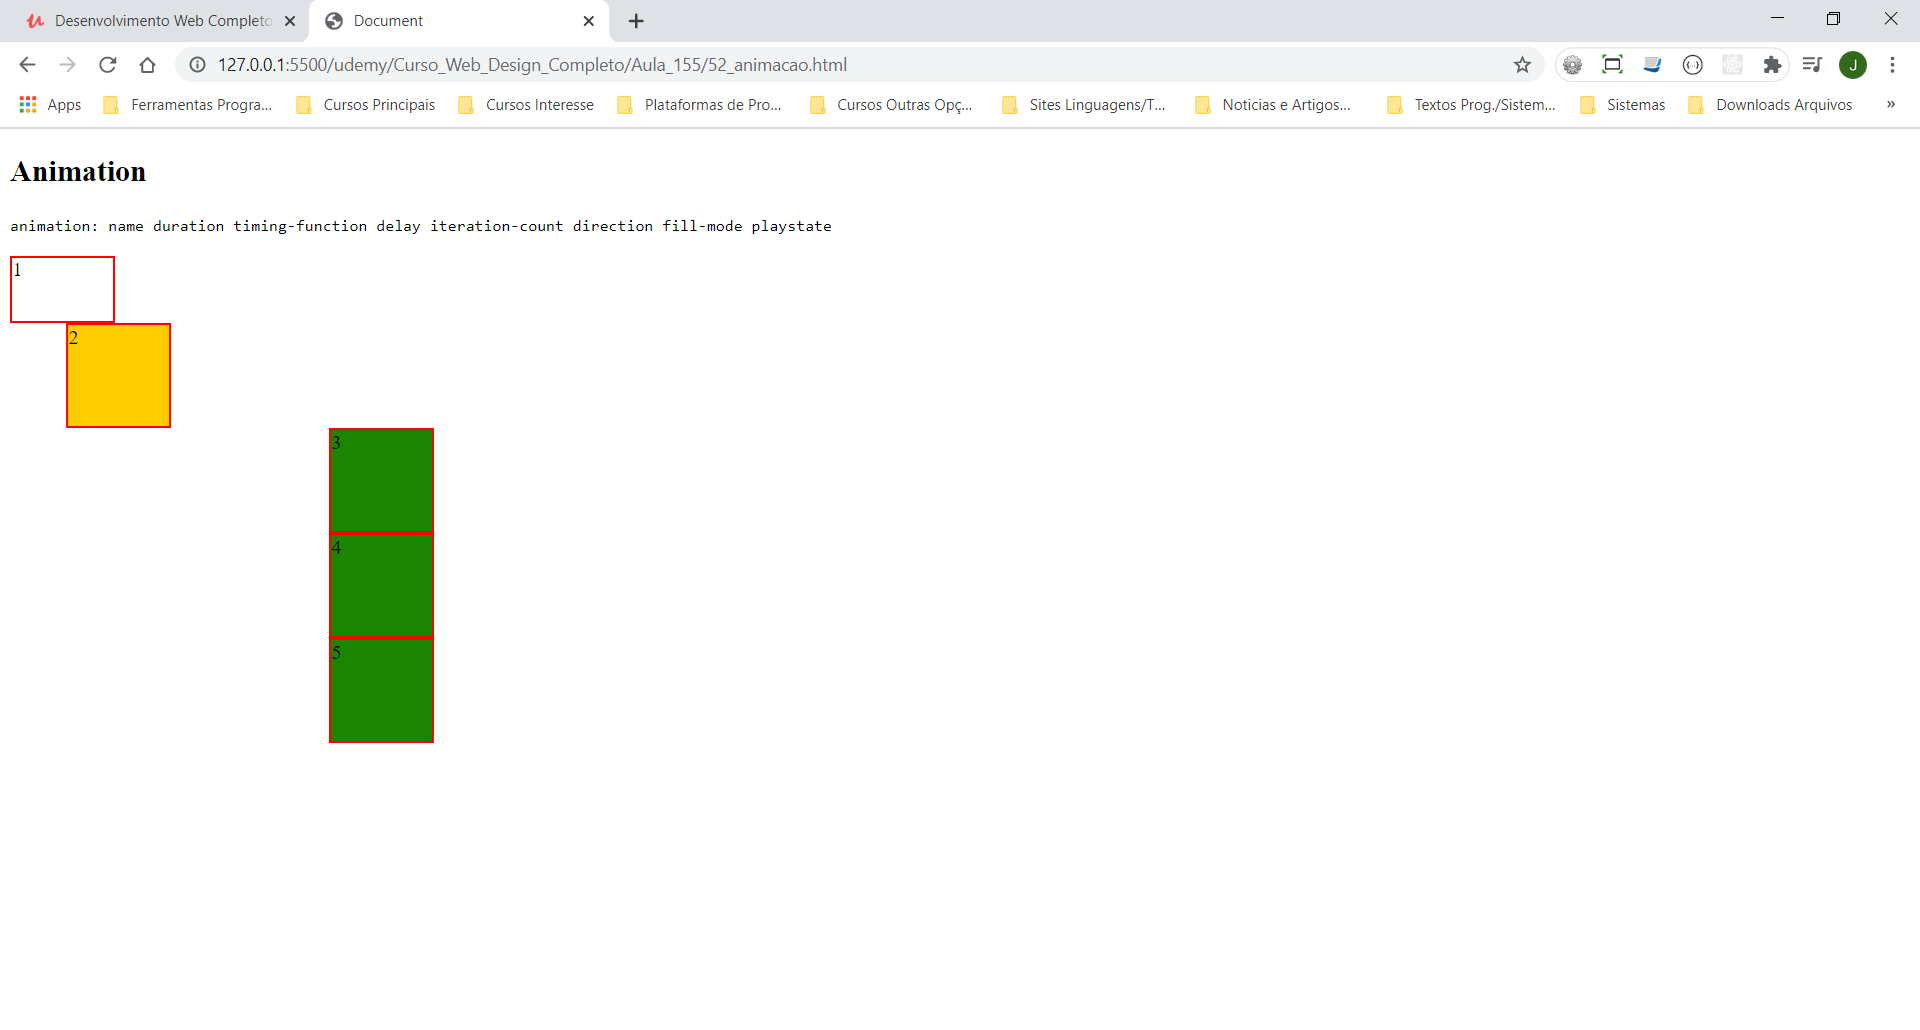 Desenvolvimento Web Completo
Document
127.0.0.1:5500/udemy/Curso_Web_Design_Completo/Aula_155/52_animacao.html
J
Apps
Ferramentas Progra...
Cursos Principais
Cursos Interesse
Plataformas de Pro...
Cursos Outras Opç...
Sites Linguagens/T...
Noticias e Artigos...
Textos Prog./Sistem...
Sistemas
Downloads Arquivos
»
Animation
animation: name duration timing-function delay iteration-count direction fill-mode playstate
1
2
3
4
5